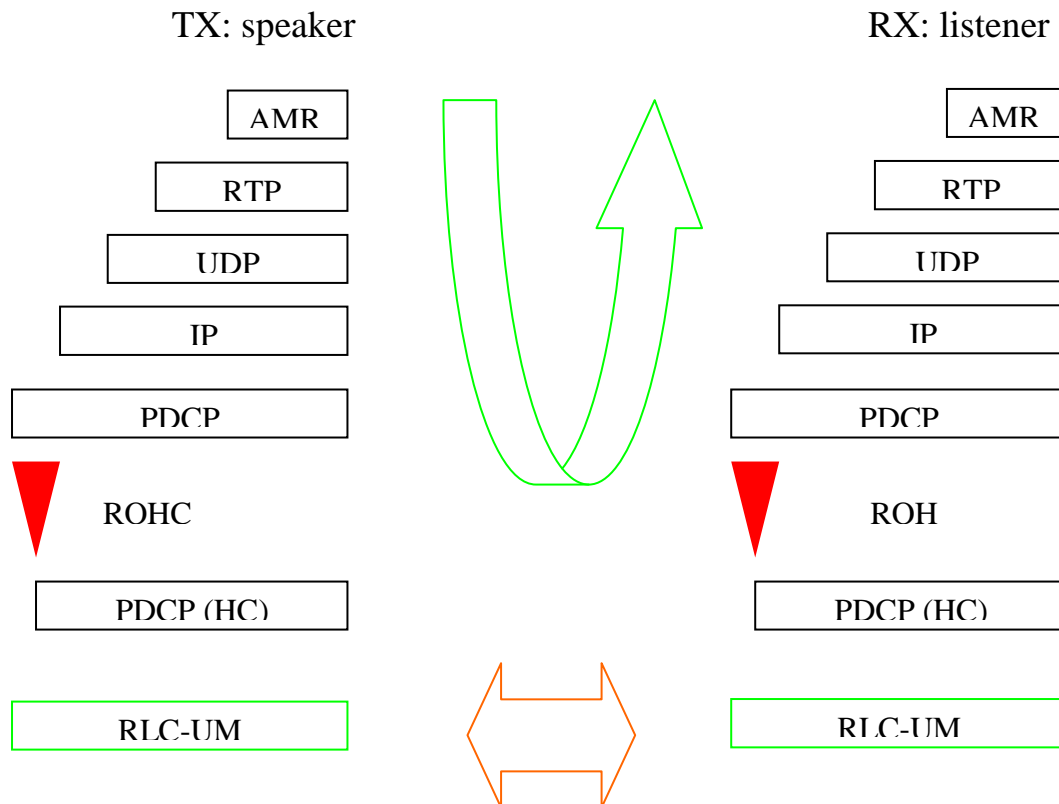 TX: speaker
RX: listener
AMR
AMR
RTP
RTP
UDP
UDP
IP
IP
PDCP
PDCP
ROHC
ROH
PDCP (HC)
PDCP (HC)
RLC-UM
RLC-UM